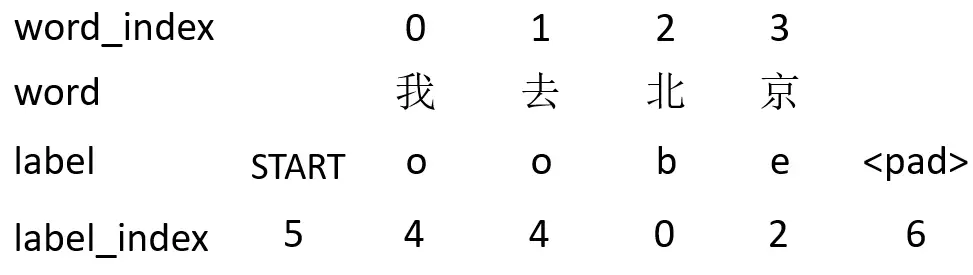 word_index 0 1 2 3
word 我 去 北 京
label START o o b e <pad>
label_index 5 4 4 0 2 6